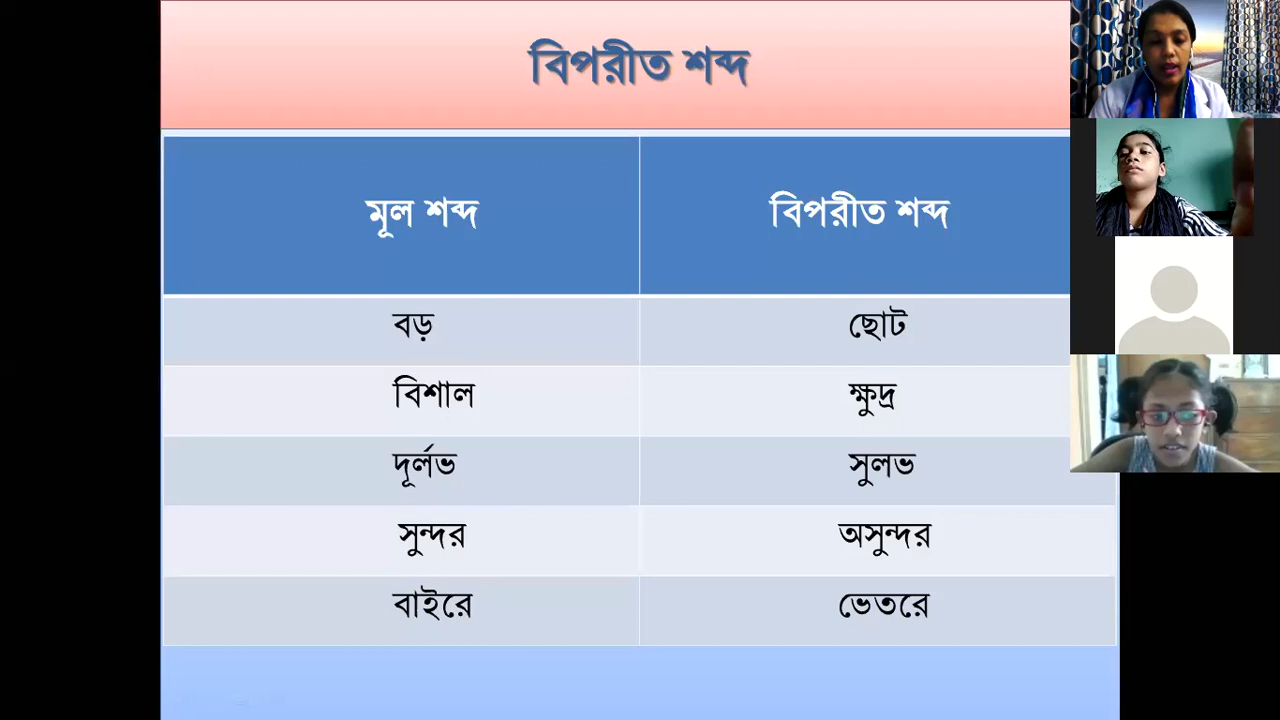 বিপরীত শব্দ
মূল শব্দ বিপরীত শব্দ
বড় ছোট
বিশাল ক্ষুদ্র
দূর্লভ সুলভ
সুন্দর অসুন্দর
বাইরে ভেতরে